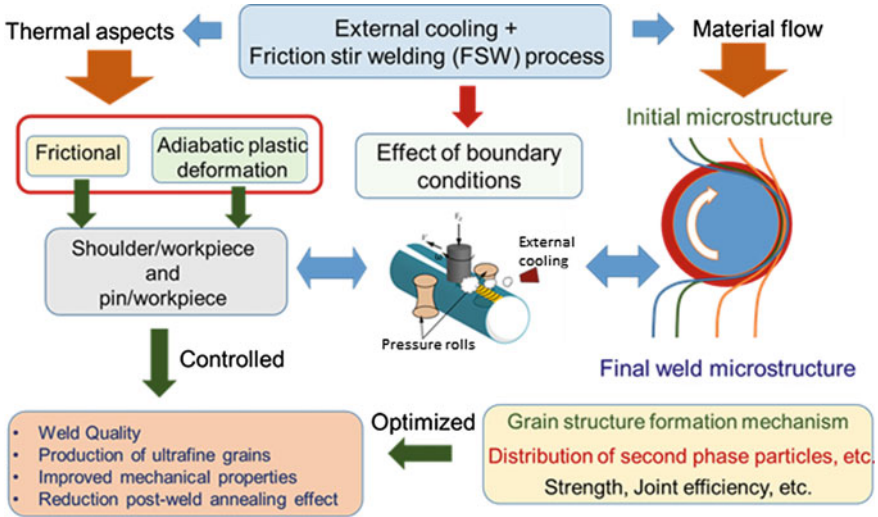 Thermal aspects
External cooling +
Friction stir welding (FSW) process
Material flow
Frictional
Adiabatic plastic
deformation
Effect of boundary
conditions
Initial microstructure
Shoulder/workpiece
and
pin/workpiece
External
cooling
Pressure rolls
Final weld microstructure
Controlled
• Weld Quality
• Production of ultrafine grains
• Improved mechanical properties
• Reduction post-weld annealing effect
Optimized
Grain structure formation mechanism
Distribution of second phase particles, etc.
Strength, Joint efficiency, etc.